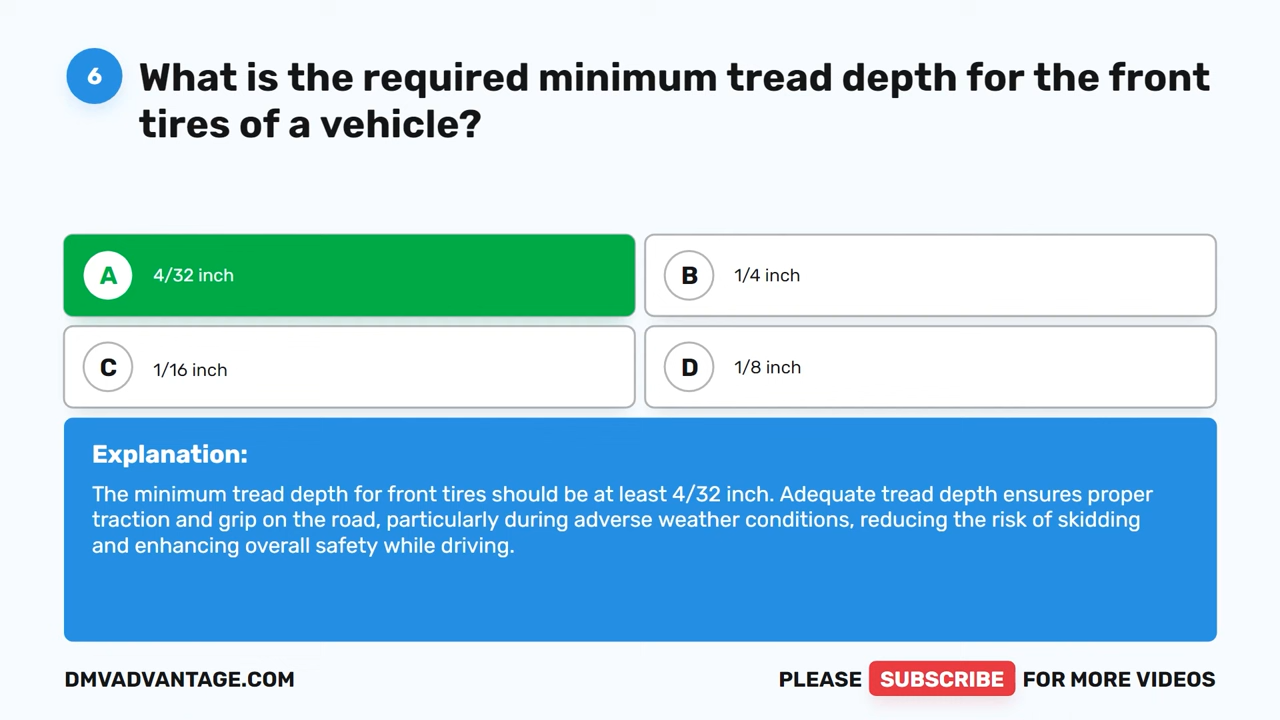 6
What is the required minimum tread depth for the front
tires of a vehicle?
A 4/32 inch
B 1/4 inch
C 1/16 inch
D 1/8 inch
Explanation:
The minimum tread depth for front tires should be at least 4/32 inch. Adequate tread depth ensures proper
traction and grip on the road, particularly during adverse weather conditions, reducing the risk of skidding
and enhancing overall safety while driving.
DMVADVANTAGE.COM
PLEASE SUBSCRIBE FOR MORE VIDEOS